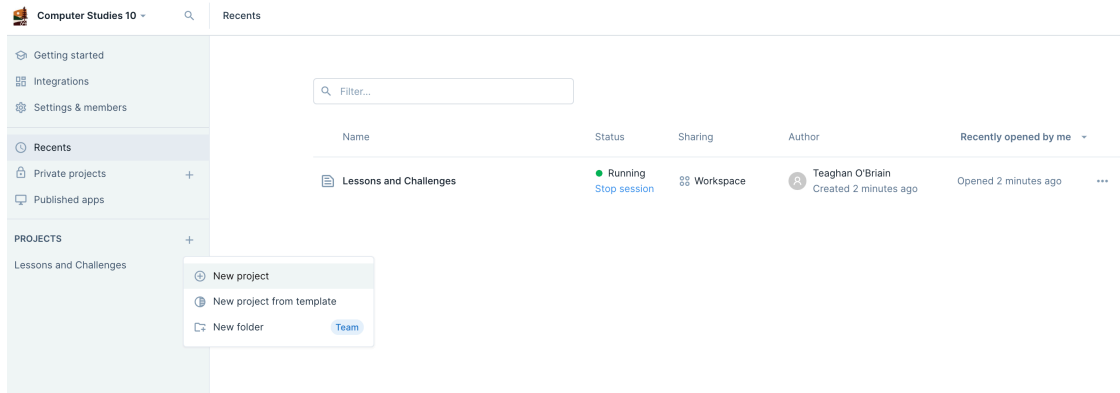 Computer Studies 10
Recents
Getting started
Integrations
Settings & members
Recents
Private projects
Published apps
PROJECTS
Lessons and Challenges
New project
New project from template
New folder Team
Filter...
Name Status Sharing Author Recently opened by me
Lessons and Challenges Running Workspace Teaghan O'Briain Opened 2 minutes ago
Stop session Created 2 minutes ago